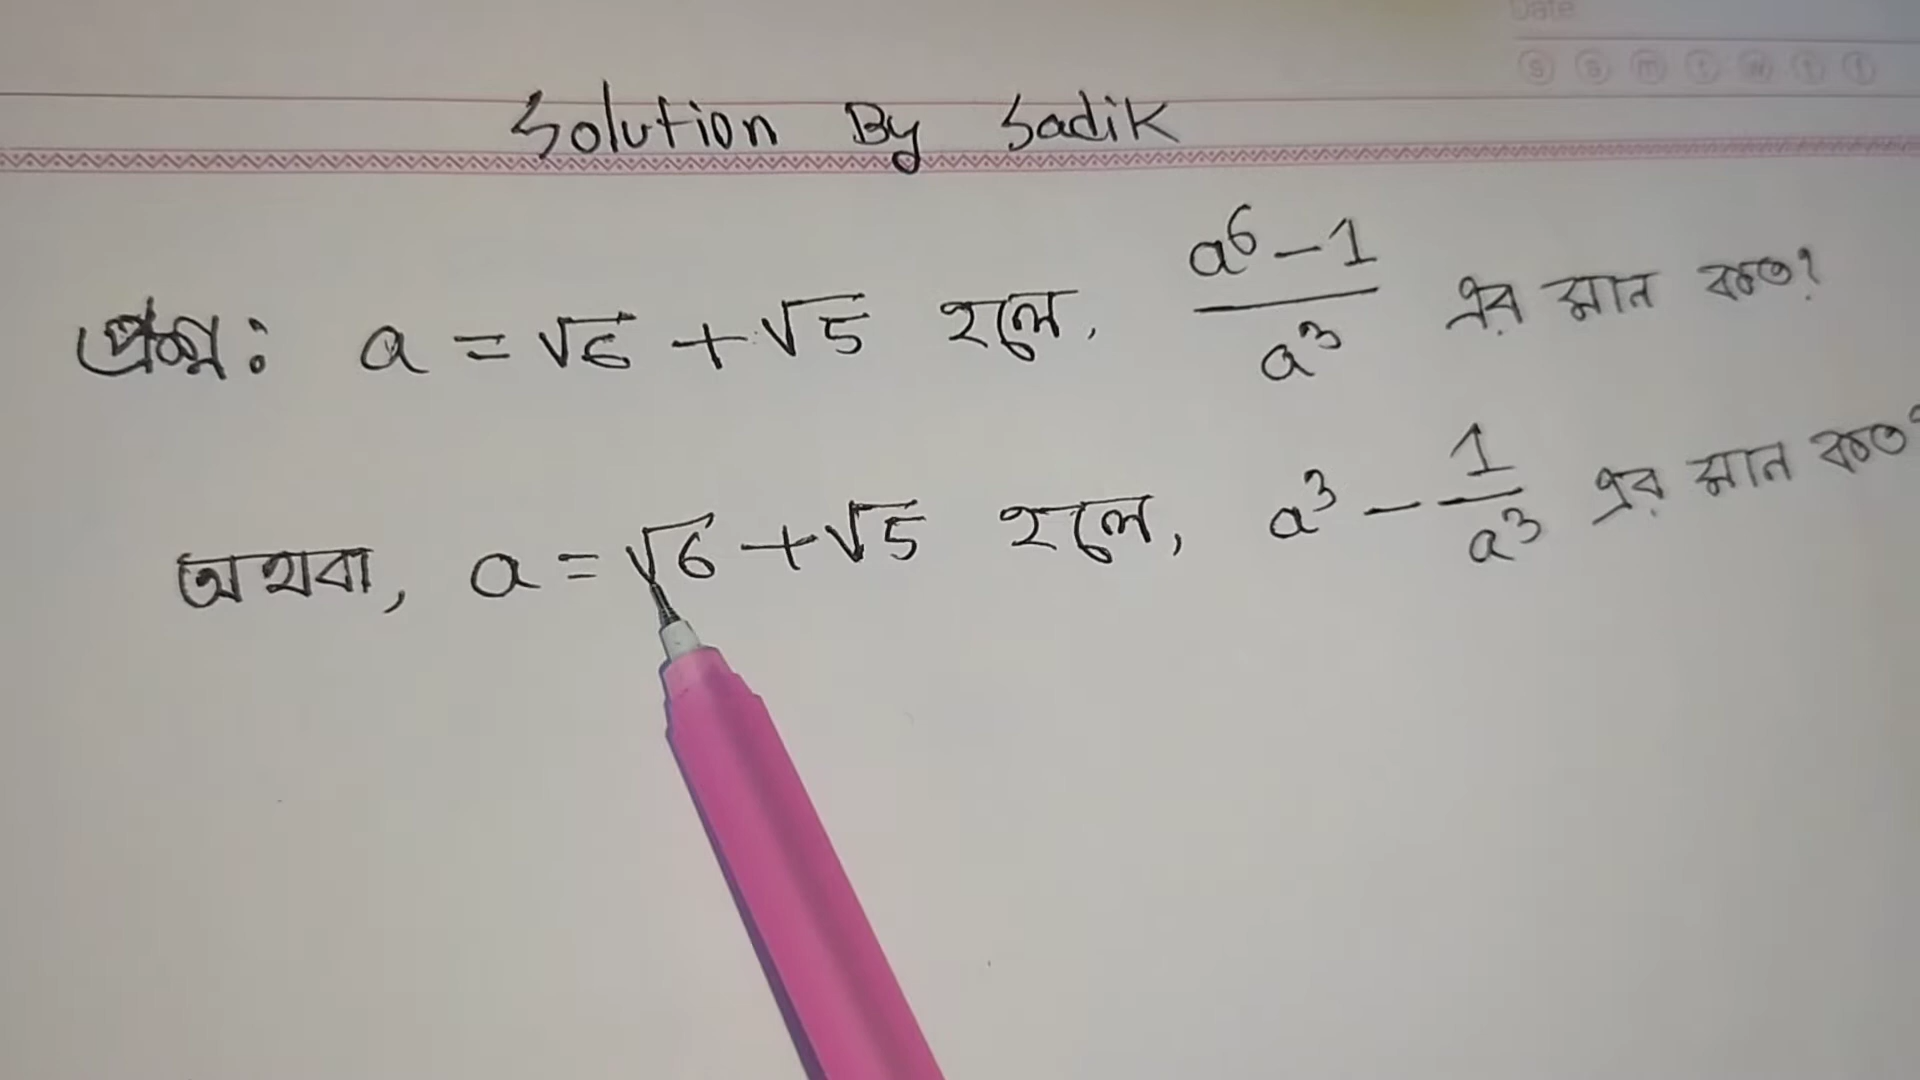 Date
S S M T W T F
Solution By Sadik
প্রশ্ন: a = √6 + √5 হলে, (a⁶ - 1)/a³ এর মান কত?
অথবা, a = √6 + √5 হলে, a³ - 1/a³ এর মান কত?